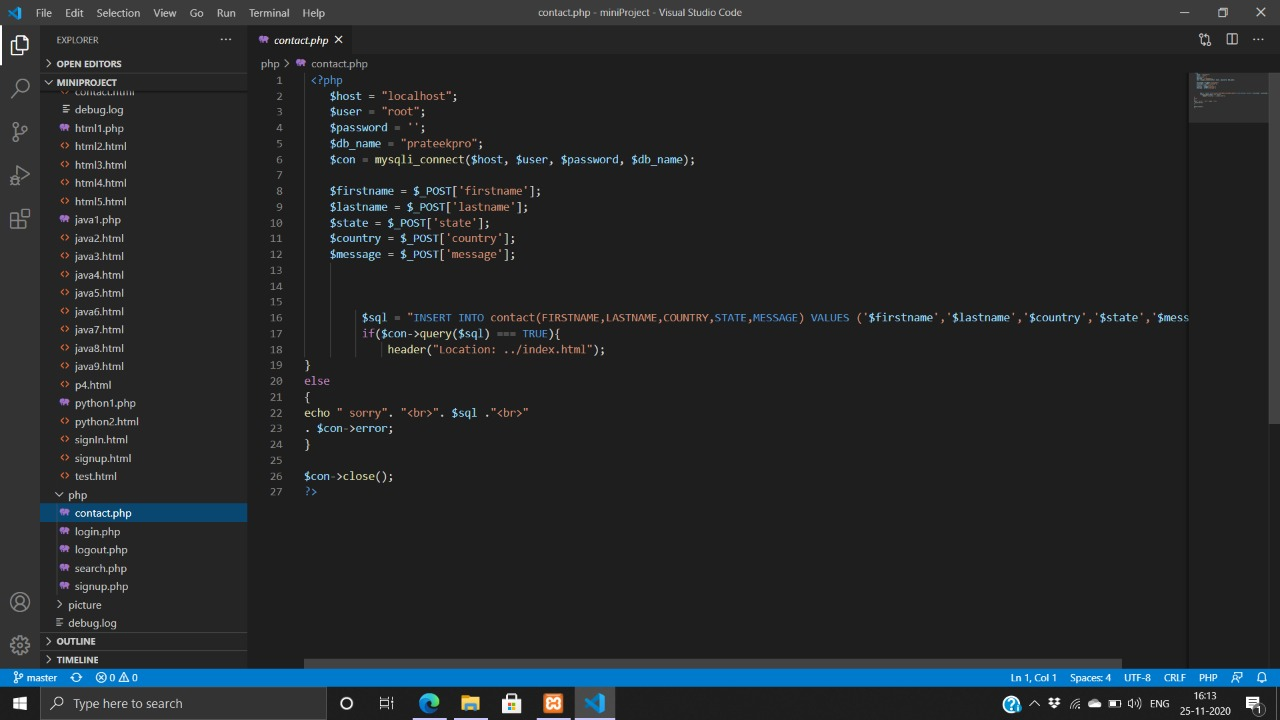 File Edit Selection View Go Run Terminal Help contact.php - miniProject - Visual Studio Code
EXPLORER
OPEN EDITORS
MINIPROJECT
contact.html
debug.log
html1.php
html2.html
html3.html
html4.html
html5.html
java1.php
java2.html
java3.html
java4.html
java5.html
java6.html
java7.html
java8.html
java9.html
p4.html
python1.php
python2.html
signIn.html
signup.html
test.html
php
contact.php
login.php
logout.php
search.php
signup.php
picture
debug.log
OUTLINE
TIMELINE
contact.php
php > contact.php
1 <?php
2 $host = "localhost";
3 $user = "root";
4 $password = '';
5 $db_name = "prateekpro";
6 $con = mysqli_connect($host, $user, $password, $db_name);
7
8 $firstname = $_POST['firstname'];
9 $lastname = $_POST['lastname'];
10 $state = $_POST['state'];
11 $country = $_POST['country'];
12 $message = $_POST['message'];
13
14
15
16 $sql = "INSERT INTO contact(FIRSTNAME,LASTNAME,COUNTRY,STATE,MESSAGE) VALUES ('$firstname','$lastname','$country','$state','$mess
17 if($con->query($sql) === TRUE){
18 header("Location: ../index.html");
19 }
20 else
21 {
22 echo " sorry". "<br>". $sql ."<br>"
23 . $con->error;
24 }
25
26 $con->close();
27 ?>
master 0 0 Ln 1, Col 1 Spaces: 4 UTF-8 CRLF PHP
Type here to search
ENG
16:13
25-11-2020
1